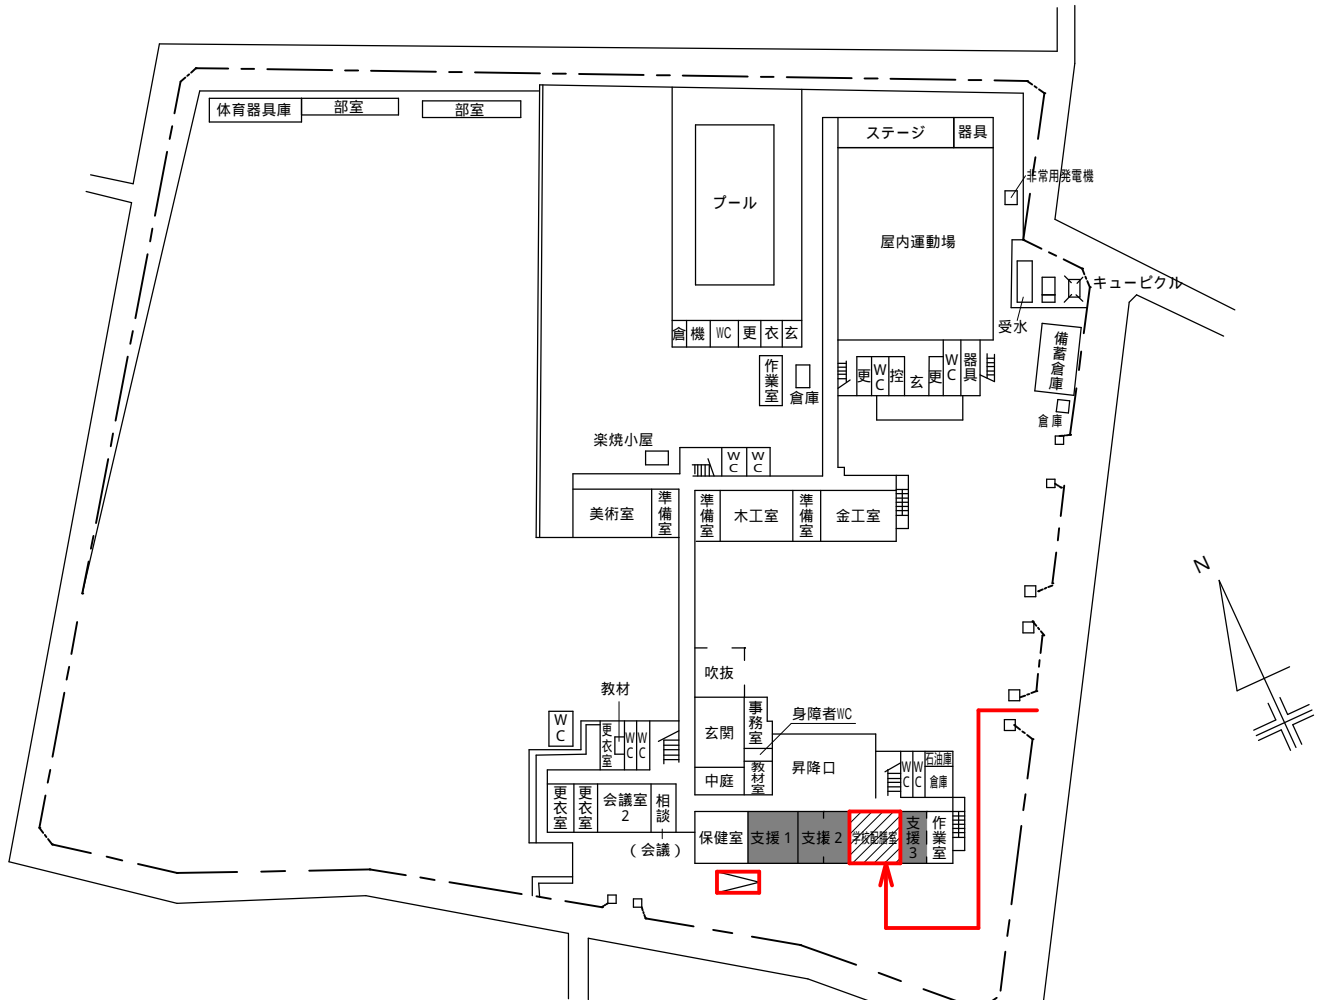 体育器具庫
部室
部室
ステージ
器具
プール
屋内運動場
非常用発電機
キュービクル
受水
備蓄倉庫
倉庫
倉
機
WC
更
衣
玄
作業室
倉庫
更
WC
控
玄
更
WC
器具
楽焼小屋
WC
WC
美術室
準備室
準備室
木工室
準備室
金工室
N
吹抜
教材
WC
更衣室
WC
WC
玄関
事務室
身障者WC
中庭
教材室
昇降口
WC
WC
石油庫
倉庫
更衣室
更衣室
会議室
2
相談
(会議)
保健室
支援1
支援2
学校配膳室
支援3
作業室